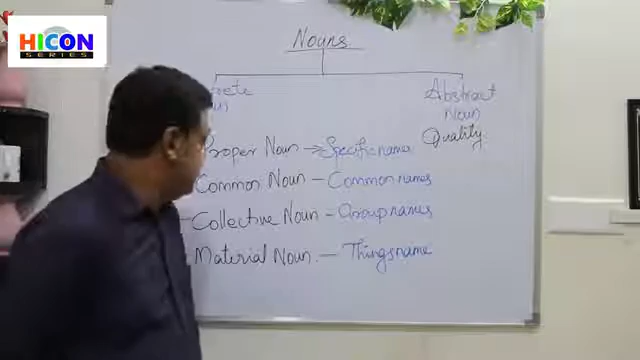 HICON
SERIES
Nouns
Abstract
Noun
Quality
Proper Noun → Specific name
Common Noun - Common names
Collective Noun - Group names
Material Noun - Things name